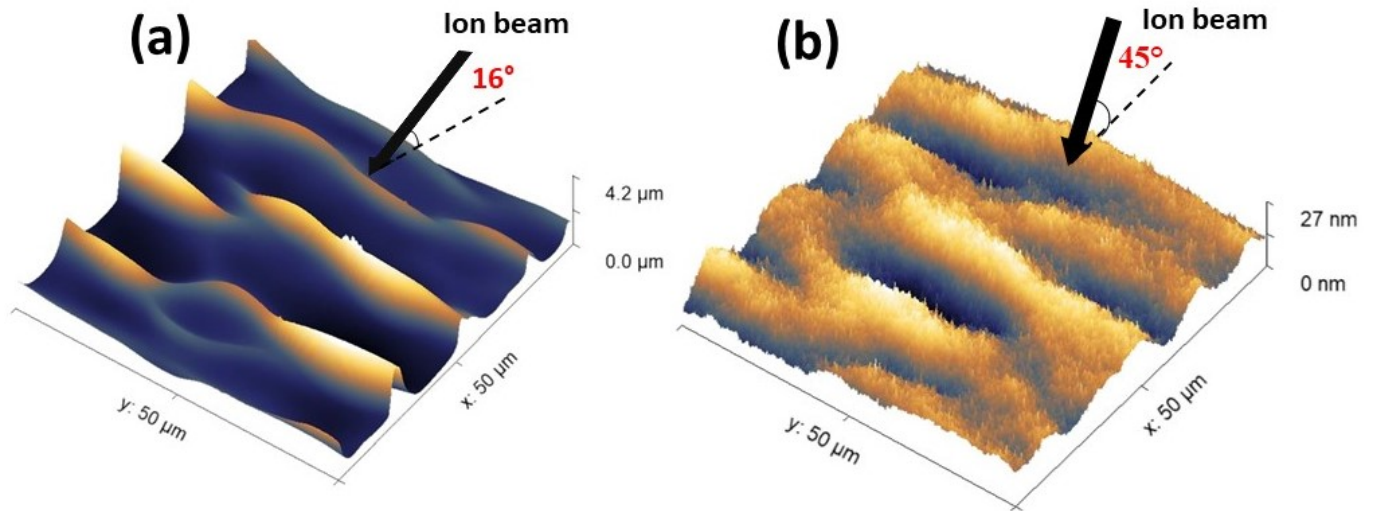 (a)
Ion beam
16°
4.2 µm
0.0 µm
x: 50 µm
y: 50 µm
(b)
Ion beam
45°
27 nm
0 nm
x: 50 µm
y: 50 µm